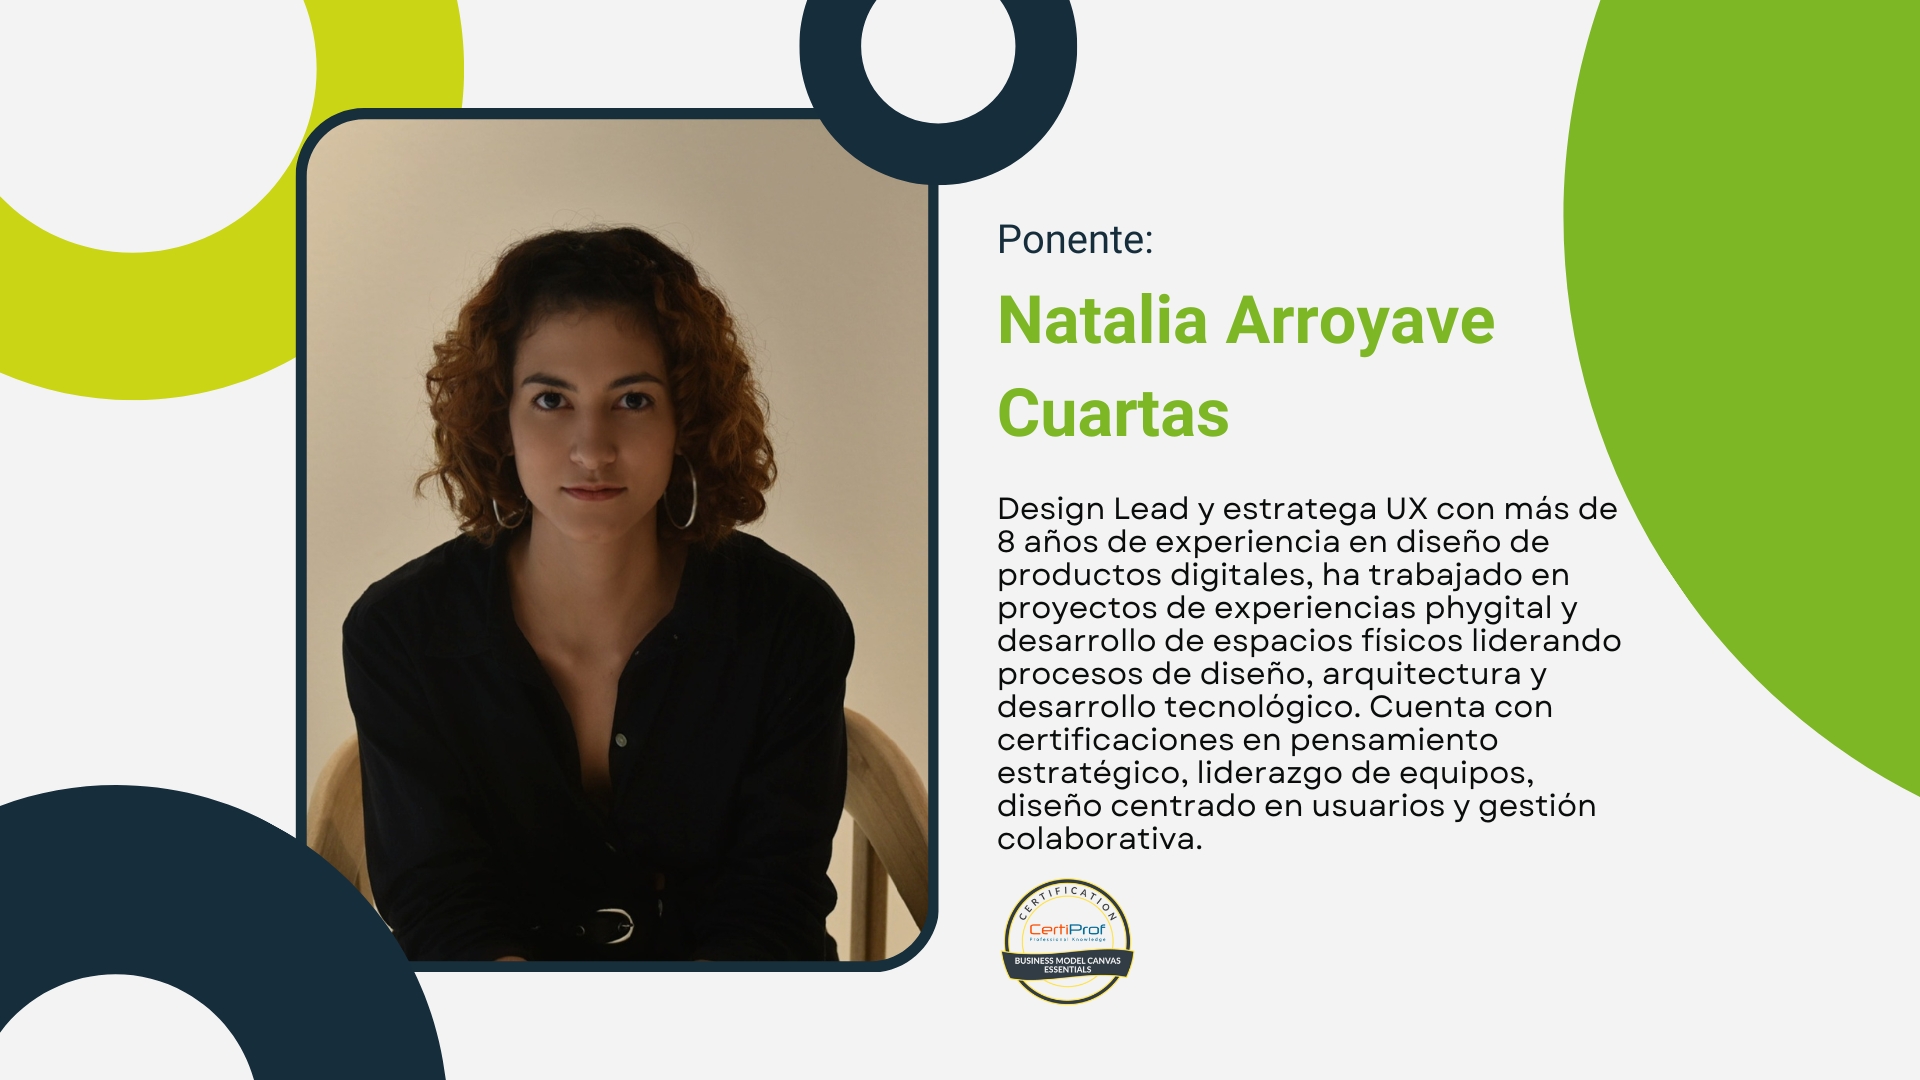 Ponente:
Natalia Arroyave
Cuartas
Design Lead y estratega UX con más de
8 años de experiencia en diseño de
productos digitales, ha trabajado en
proyectos de experiencias phygital y
desarrollo de espacios físicos liderando
procesos de diseño, arquitectura y
desarrollo tecnológico. Cuenta con
certificaciones en pensamiento
estratégico, liderazgo de equipos,
diseño centrado en usuarios y gestión
colaborativa.
CERTIFICATION
CertiProf
Professional Knowledge
BUSINESS MODEL CANVAS
ESSENTIALS